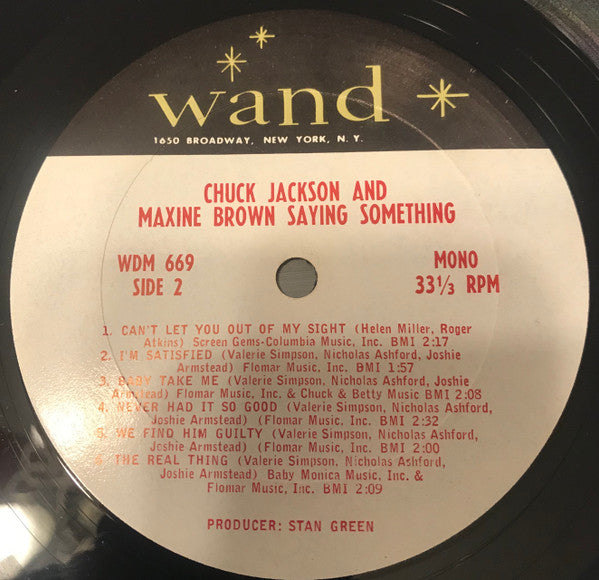 wand
1650 BROADWAY, NEW YORK, N. Y.
CHUCK JACKSON AND
MAXINE BROWN SAYING SOMETHING
WDM 669
SIDE 2
MONO
33⅓ RPM
1. CAN'T LET YOU OUT OF MY SIGHT (Helen Miller, Roger
Atkins) Screen Gems-Columbia Music, Inc. BMI 2:17
2. I'M SATISFIED (Valerie Simpson, Nicholas Ashford, Joshie
Armstead) Flomar Music, Inc. BMI 1:57
3. BABY TAKE ME (Valerie Simpson, Nicholas Ashford, Joshie
Armstead) Flomar Music, Inc. & Chuck & Betty Music BMI 2:08
4. NEVER HAD IT SO GOOD (Valerie Simpson, Nicholas Ashford,
Joshie Armstead) (Flomar Music, Inc. BMI 2:32
5. WE FIND HIM GUILTY (Valerie Simpson, Nicholas Ashford,
Joshie Armstead) (Flomar Music, Inc. BMI 2:00
6. THE REAL THING (Valerie Simpson, Nicholas Ashford,
Joshie Armstead) Baby Monica Music, Inc. &
Flomar Music, Inc. BMI 2:09
PRODUCER: STAN GREEN